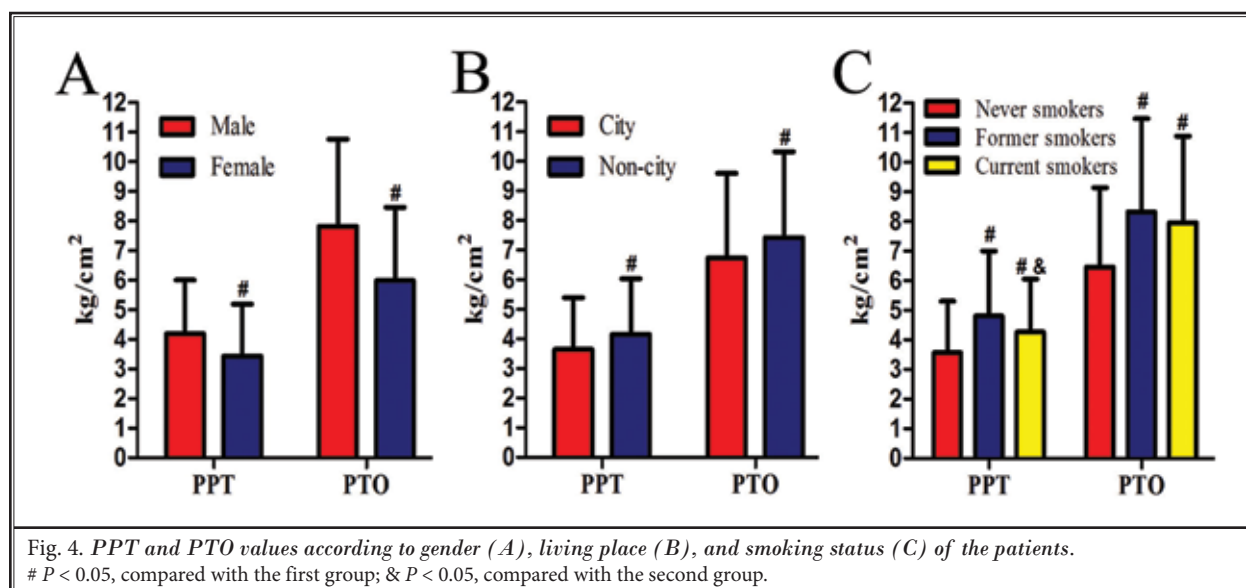 A
12
11
10
9
8
7
6
5
4
3
2
1
0
kg/cm²
Male
Female
#
#
PPT
PTO
B
12
11
10
9
8
7
6
5
4
3
2
1
0
kg/cm²
City
Non-city
#
#
PPT
PTO
C
12
11
10
9
8
7
6
5
4
3
2
1
0
kg/cm²
Never smokers
Former smokers
Current smokers
#
# &
#
#
PPT
PTO
Fig. 4. PPT and PTO values according to gender (A), living place (B), and smoking status (C) of the patients.
# P < 0.05, compared with the first group; & P < 0.05, compared with the second group.